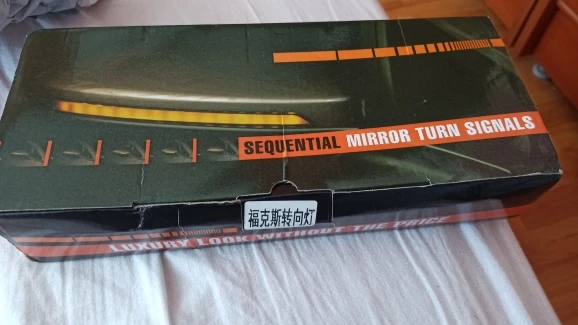 SEQUENTIAL MIRROR TURN SIGNALS
福克斯转向灯
LUXURY LOOK WITHOUT THE PRICE